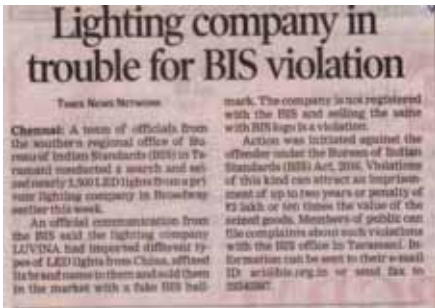 Lighting company in
trouble for BIS violation
TIMES NEWS NETWORK
Chennai: A team of officials from
the southern regional office of Bu-
reau of Indian Standards (BIS) in Ta-
ramani conducted a search and sei-
zed nearly LED lights from a pri-
vate lighting company in Broadway
earlier this week.
An official communication from
the BIS said the lighting company
LUVINA had imported different ty-
pes of LED lights from China, affixed
its brand name in them and sold them
in the market with a fake BIS hall-
mark. The company is not registered
with the BIS and selling the same
with BIS logo is a violation.
Action was initiated against the
offender under the Bureau of Indian
Standards (BIS) Act, 2016. Violations
of this kind can attract an imprison-
ment of up to two years or penalty of
lakh or ten times the value of the
seized goods. Members of public can
file complaints about such violations
with the BIS office in Taramani. In-
formation can be sent to their e-mail
ID: or send fax to